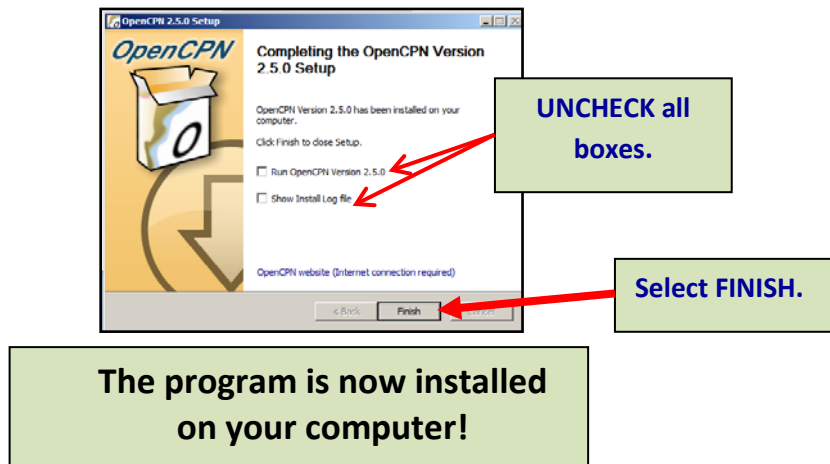 OpenCPN 2.5.0 Setup
OpenCPN
Completing the OpenCPN Version
2.5.0 Setup
OpenCPN Version 2.5.0 has been installed on your
computer.
Click Finish to close Setup.
Run OpenCPN Version 2.5.0
Show Install Log file
OpenCPN website (Internet connection required)
< Back
Finish
Cancel
UNCHECK all
boxes.
Select FINISH.
The program is now installed
on your computer!